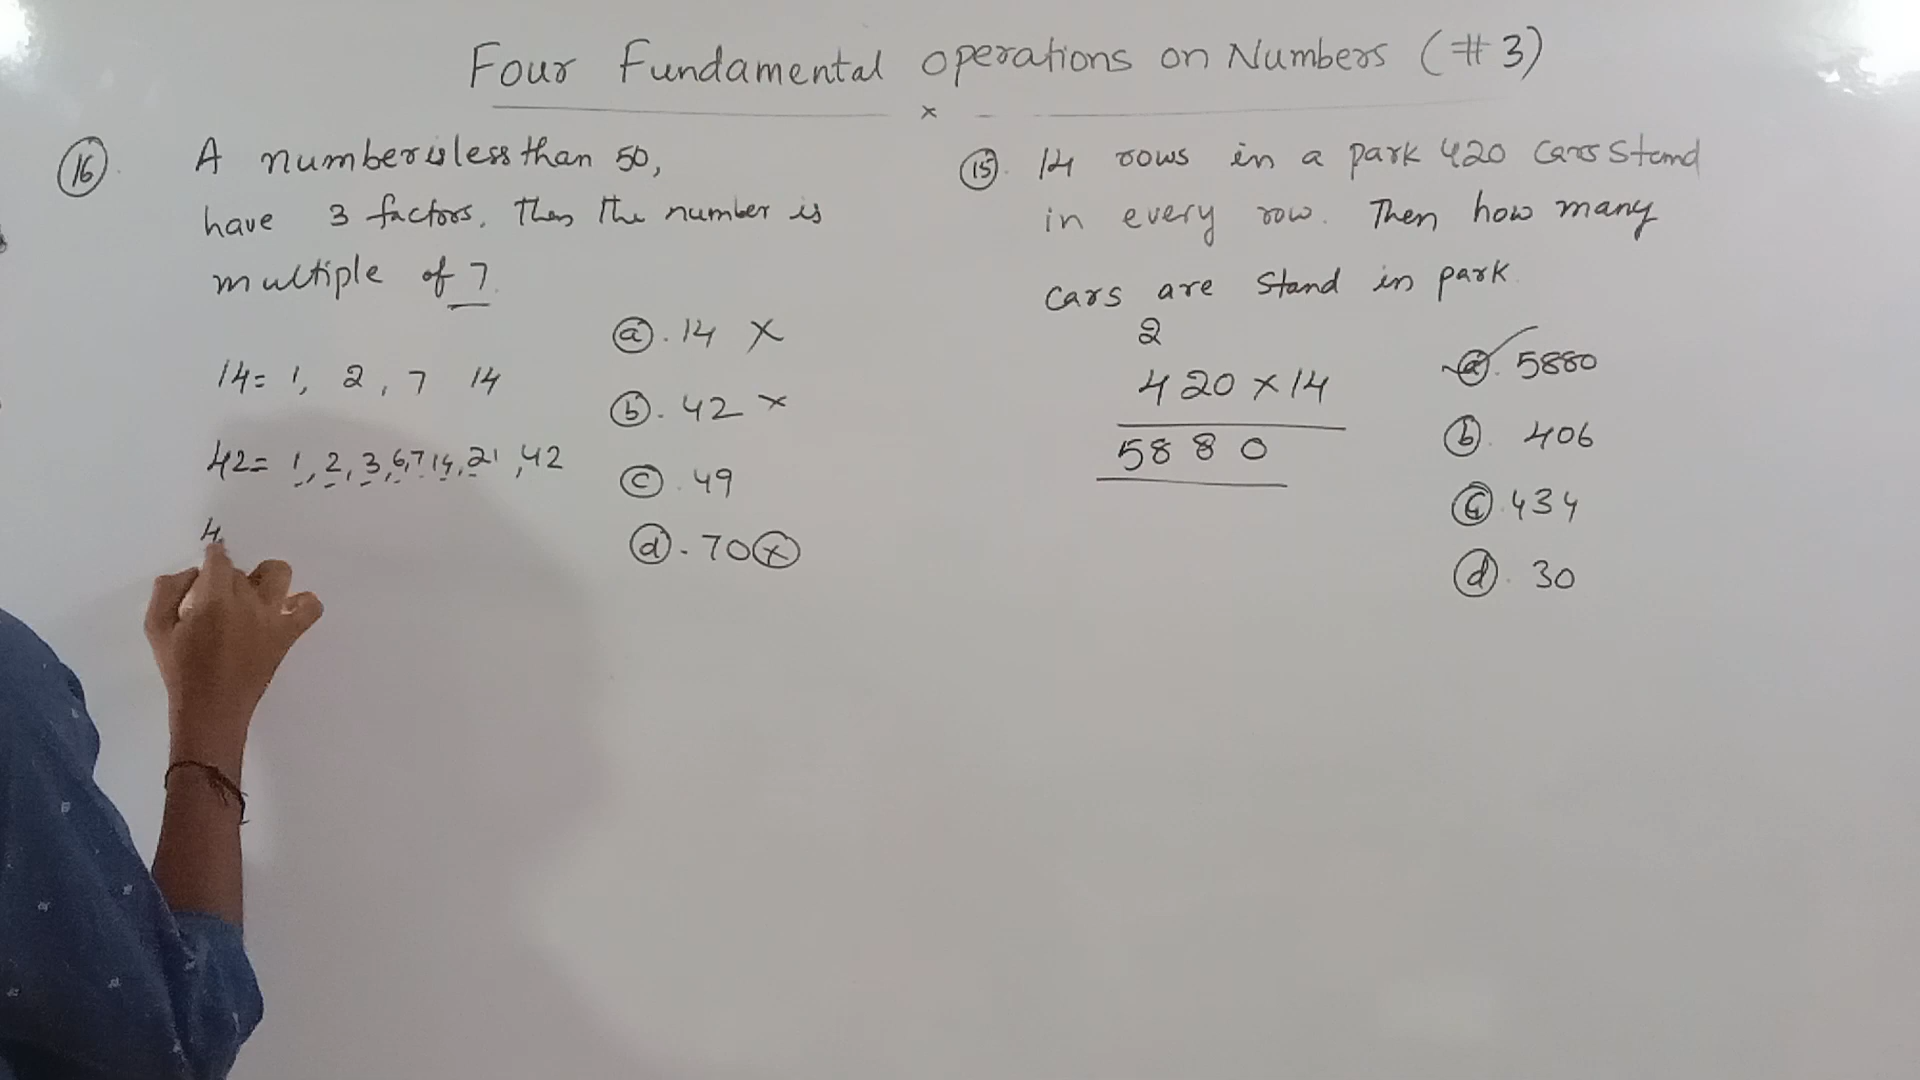 Four Fundamental operations on Numbers (#3)
x
16. A number is less than 50,
have 3 factors. Then the number is
multiple of 7.
a. 14 x
b. 42 x
c. 49
d. 70 x
14= 1, 2, 7 14
42= 1, 2, 3, 6, 7 14, 21, 42
4
15. 14 rows in a park 420 cars stand
in every row. Then how many
cars are stand in park.
2
420 x 14
5880
a. 5880
b. 406
c. 434
d. 30